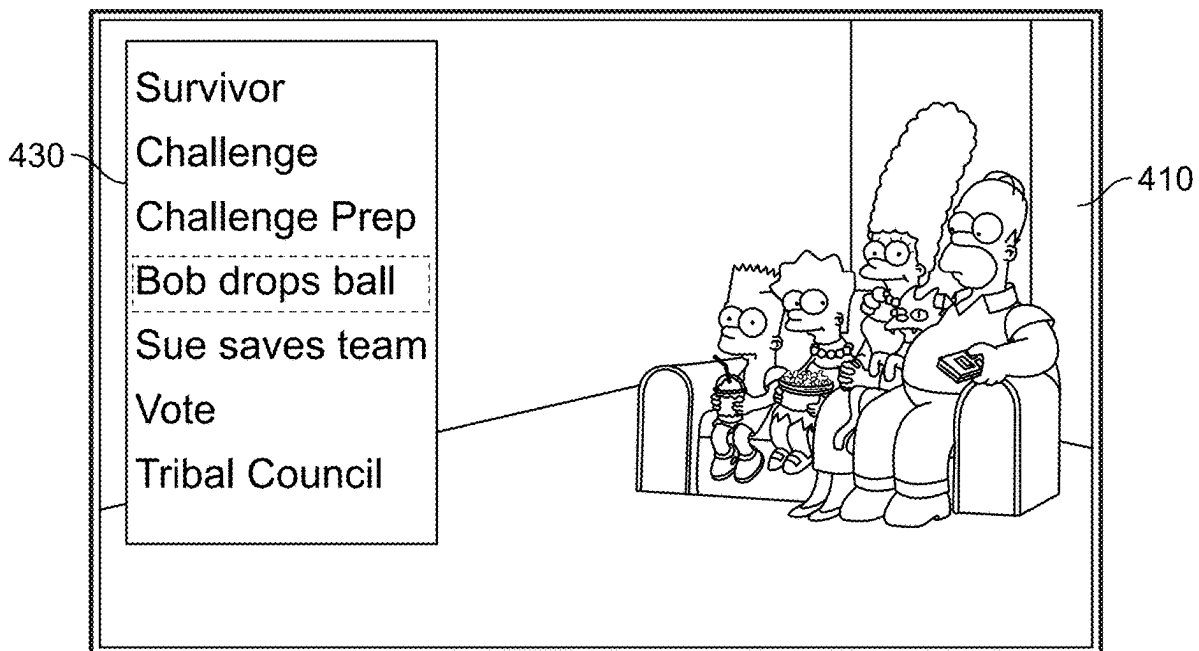 Survivor
Challenge
430
410
Challenge Prep
Bob drops ball
Sue saves team
Vote
Tribal Council